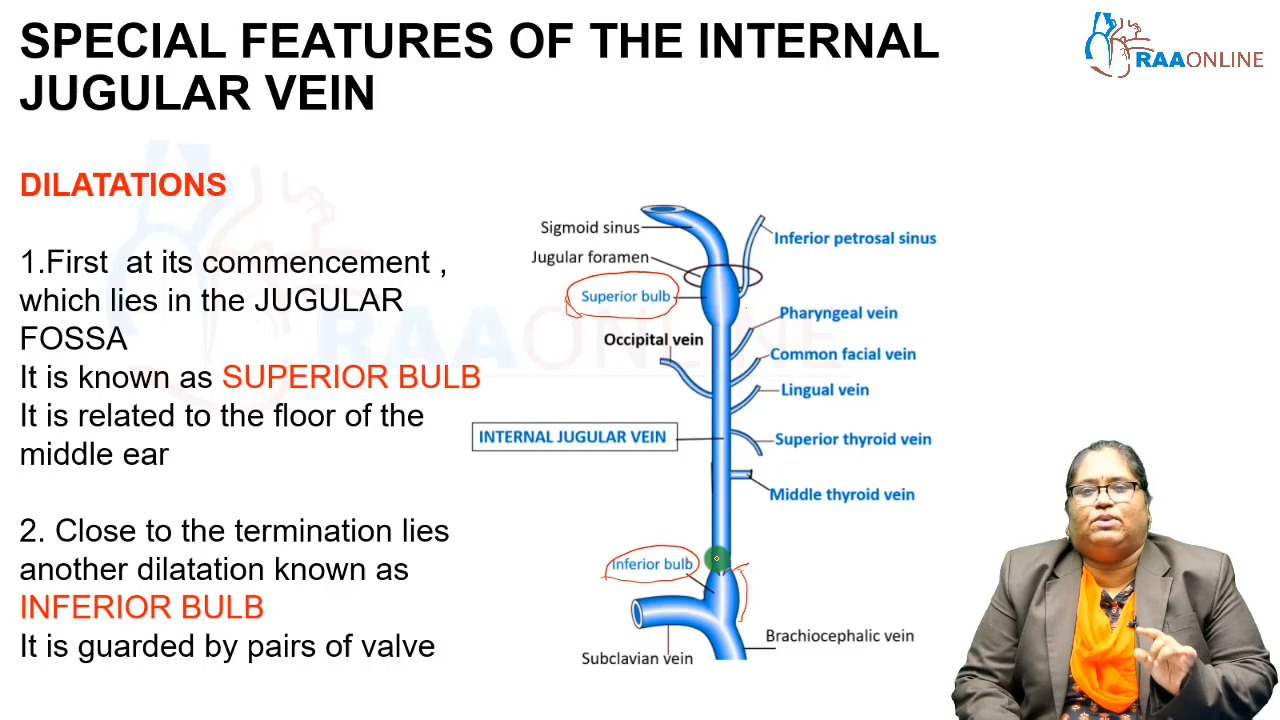 SPECIAL FEATURES OF THE INTERNAL
JUGULAR VEIN
RAAONLINE
DILATATIONS
1.First at its commencement ,
which lies in the JUGULAR
FOSSA
It is known as SUPERIOR BULB
It is related to the floor of the
middle ear
2. Close to the termination lies
another dilatation known as
INFERIOR BULB
It is guarded by pairs of valve
Sigmoid sinus
Inferior petrosal sinus
Jugular foramen
Superior bulb
Pharyngeal vein
Occipital vein
Common facial vein
Lingual vein
INTERNAL JUGULAR VEIN
Superior thyroid vein
Middle thyroid vein
Inferior bulb
Brachiocephalic vein
Subclavian vein
RAAONLINE